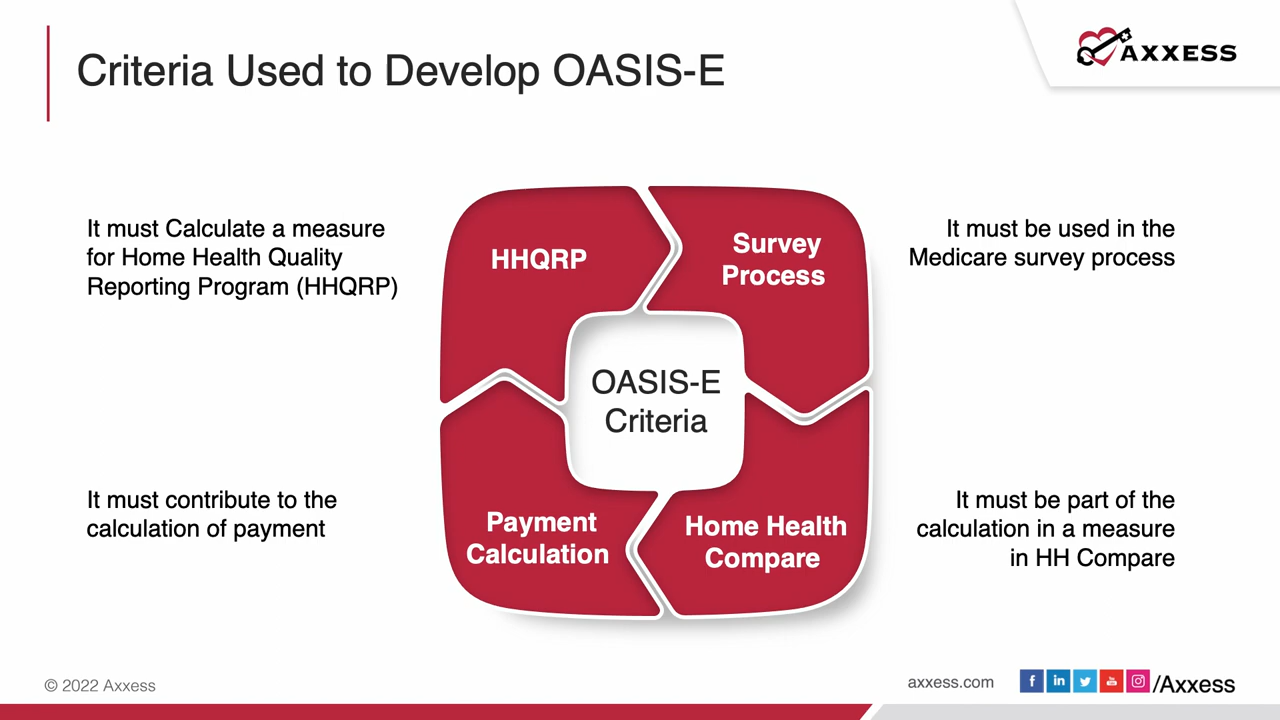 Criteria Used to Develop OASIS-E
AXXESS
It must Calculate a measure
for Home Health Quality
Reporting Program (HHQRP)
HHQRP
Survey
Process
It must be used in the
Medicare survey process
OASIS-E
Criteria
It must contribute to the
calculation of payment
Payment
Calculation
Home Health
Compare
It must be part of the
calculation in a measure
in HH Compare
© 2022 Axxess
axxess.com
/Axxess